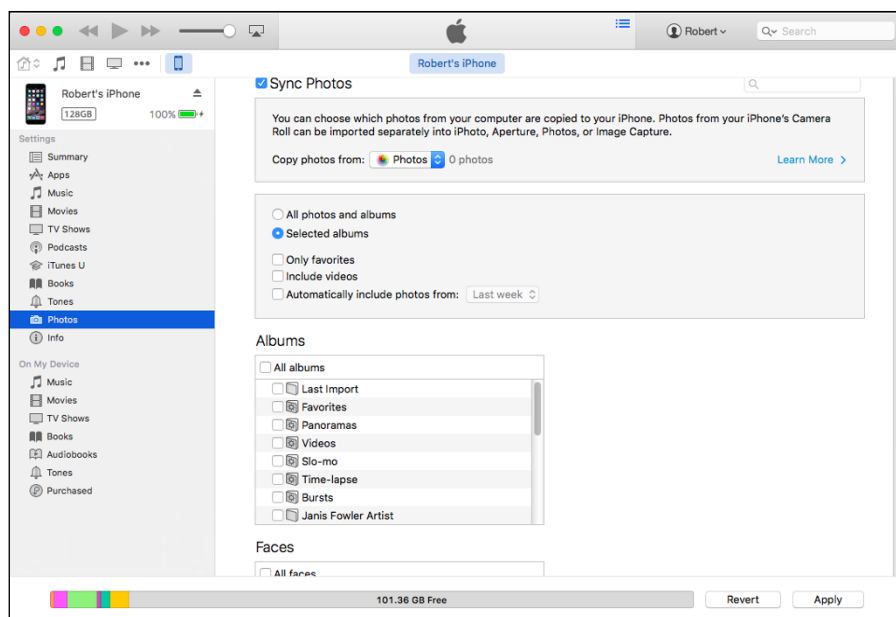 Robert
Search
Robert's iPhone
Robert's iPhone
128GB
100%
Settings
Summary
Apps
Music
Movies
TV Shows
Podcasts
iTunes U
Books
Tones
Photos
Info
On My Device
Music
Movies
TV Shows
Books
Audiobooks
Tones
Purchased
Sync Photos
You can choose which photos from your computer are copied to your iPhone. Photos from your iPhone's Camera
Roll can be imported separately into iPhoto, Aperture, Photos, or Image Capture.
Copy photos from: Photos 0 photos
Learn More
All photos and albums
Selected albums
Only favorites
Include videos
Automatically include photos from: Last week
Albums
All albums
Last Import
Favorites
Panoramas
Videos
Slo-mo
Time-lapse
Bursts
Janis Fowler Artist
Faces
All faces
101.36 GB Free
Revert
Apply